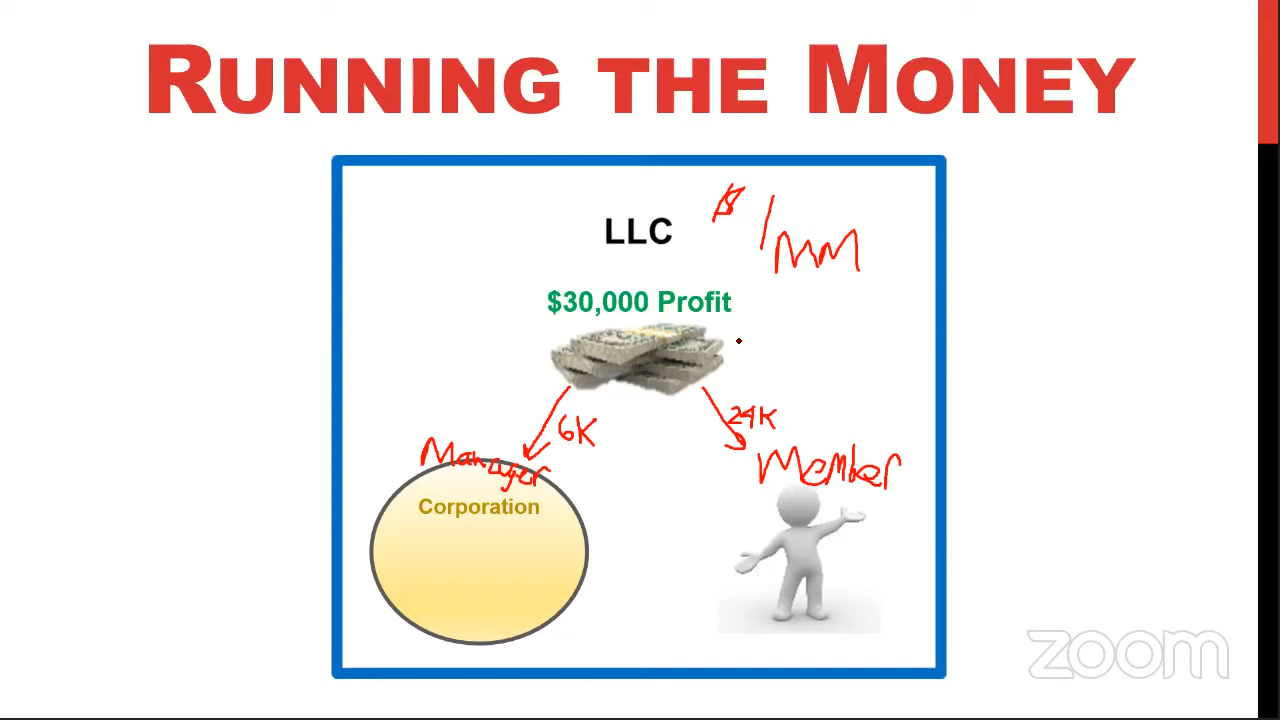 RUNNING THE MONEY
LLC
$ 1MM
$30,000 Profit
6K
24K
Manager
Member
Corporation
zoom